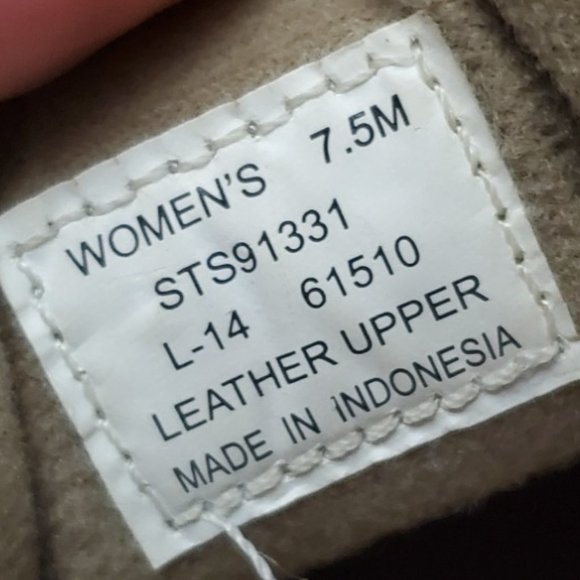 WOMEN'S 7.5M
STS91331
L-14 61510
LEATHER UPPER
MADE IN INDONESIA